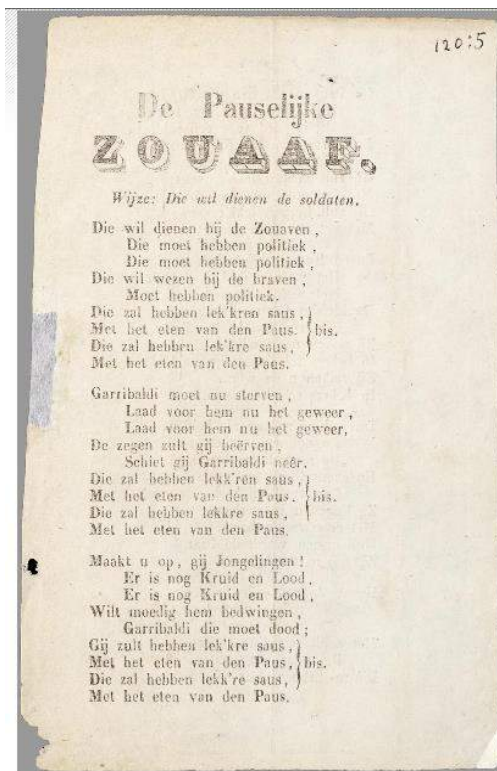 120:5
De Pauselijke
ZOUAAF.
Wijze: Die wil dienen de soldaten.
Die wil dienen bij de Zouaven,
Die moet hebben politiek,
Die moet hebben politiek,
Die wil wezen bij de braven,
Moet hebben politiek.
Die zal hebben lek'kren saus,
Met het eten van den Paus. bis.
Die zal hebben lek'kre saus,
Met het eten van den Paus.
Garribaldi moet nu sterven,
Laad voor hem nu het geweer,
Laad voor hem nu het geweer,
De zegen zult gij beërven,
Schiet gij Garribaldi neêr.
Die zal hebben lekk'ren saus,
Met het eten van den Paus. bis.
Die zal hebben lekkre saus,
Met het eten van den Paus.
Maakt u op, gij Jongelingen!
Er is nog Kruid en Lood,
Er is nog Kruid en Lood,
Wilt moedig hem bedwingen,
Garribaldi die moet dood;
Gij zult hebben lek'kre saus,
Met het eten van den Paus, bis.
Die zal hebben lekk're saus,
Met het eten van den Paus.